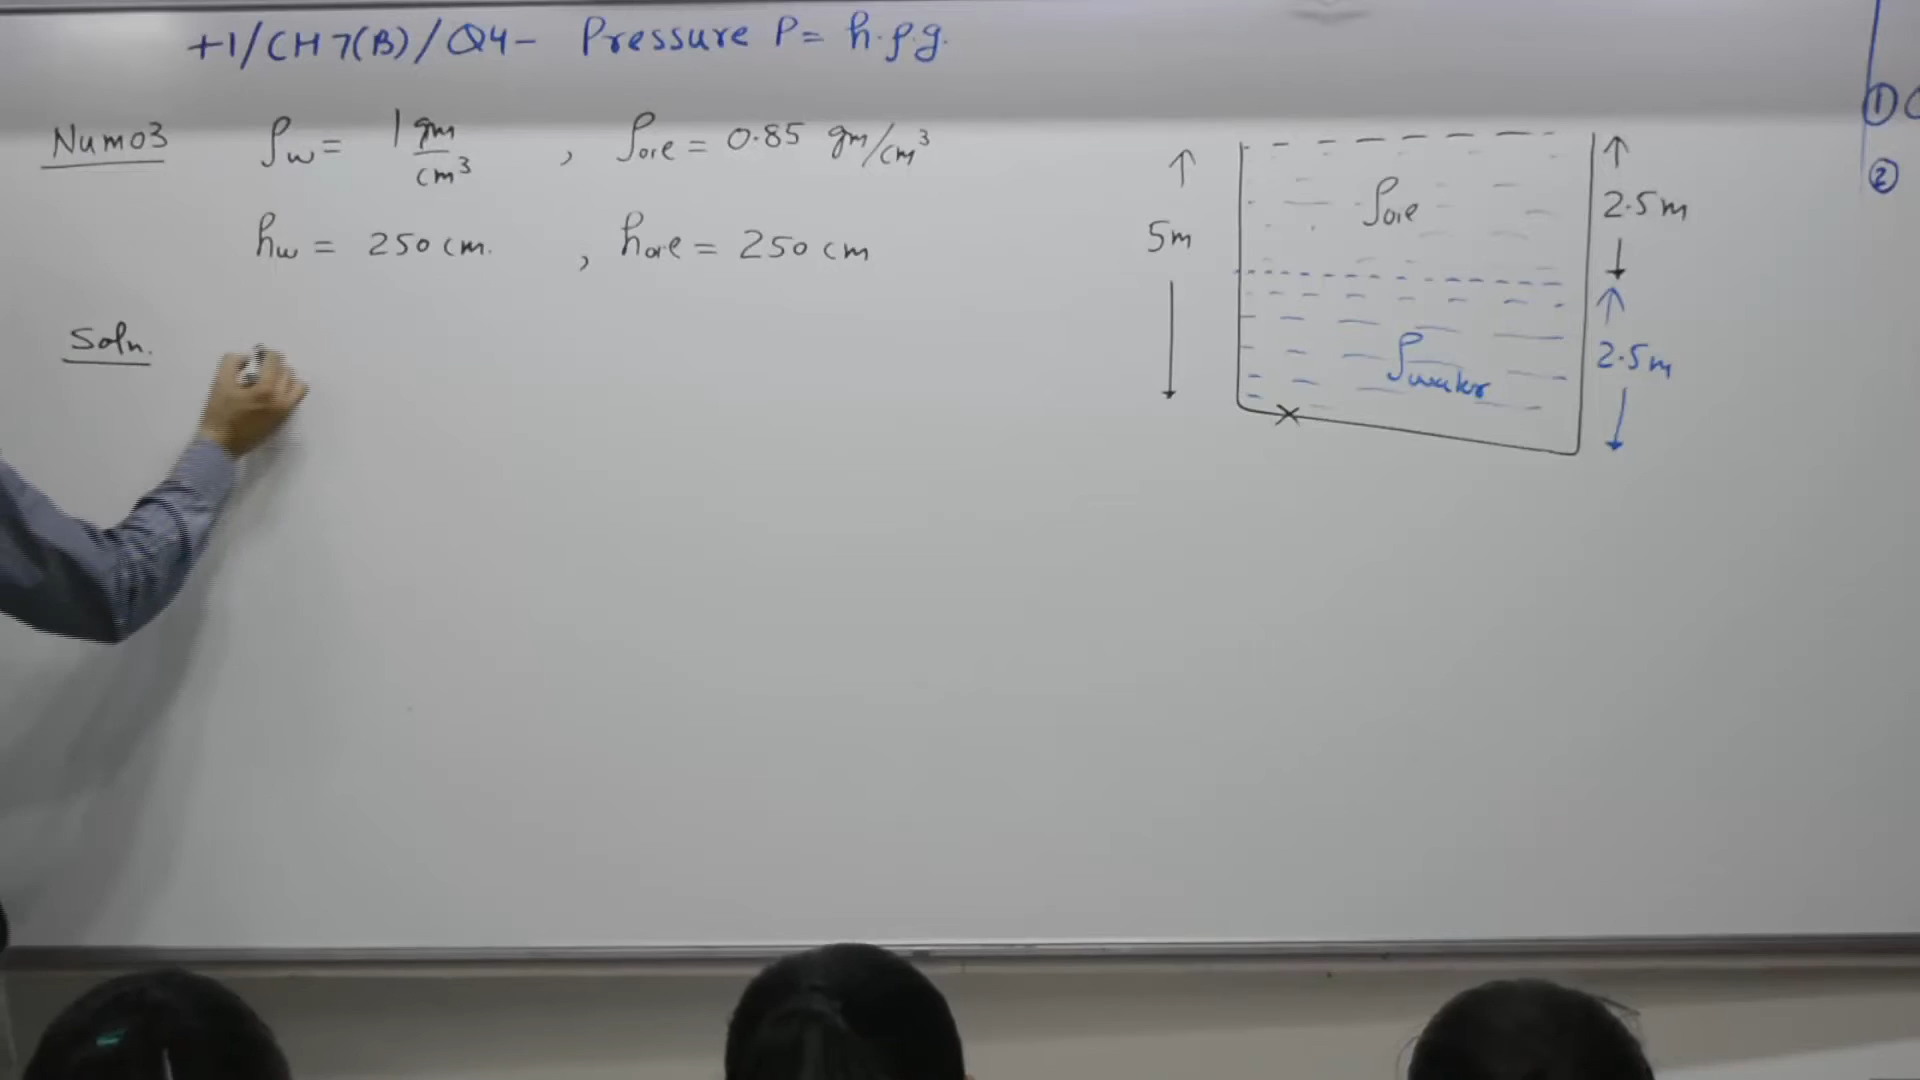 +1/CH7(B)/Q4- Pressure P= h.ρ.g.
Num03 ρw= 1 gm/cm³ , ρoil = 0.85 gm/cm³
hw = 250 cm. , hoil = 250 cm
Soln.
5m
ρoil
2.5m
ρwater
2.5m
①
②